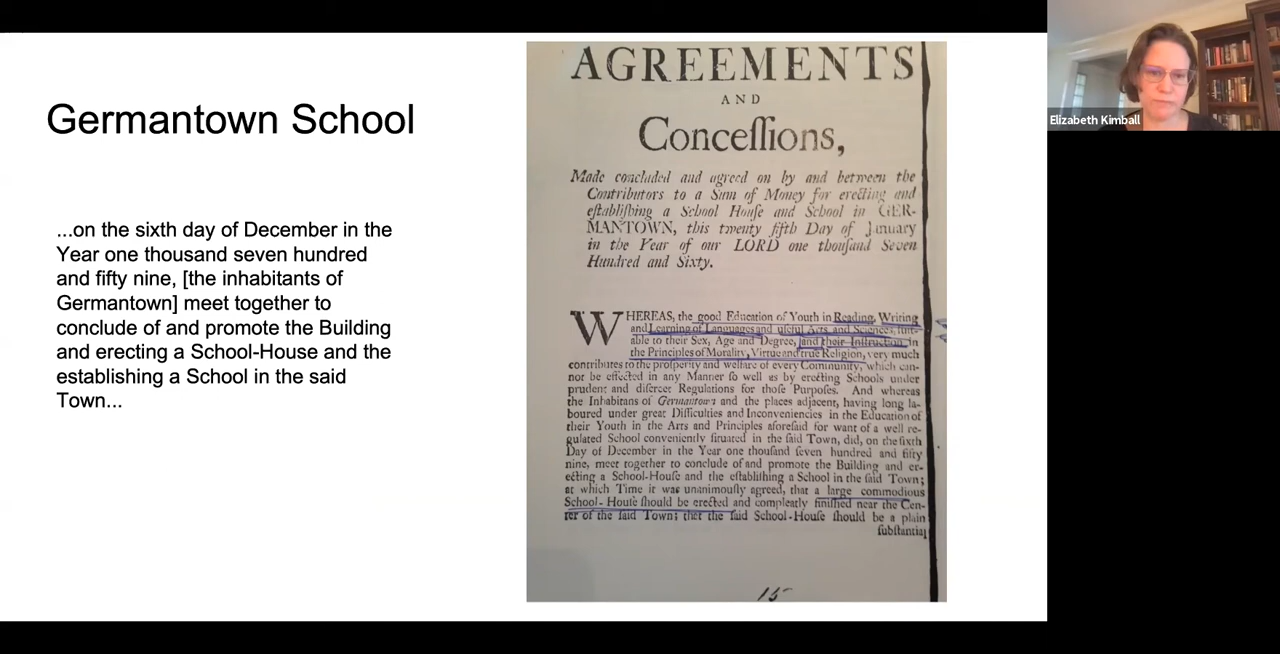 Germantown School
...on the sixth day of December in the
Year one thousand seven hundred
and fifty nine, [the inhabitants of
Germantown] meet together to
conclude of and promote the Building
and erecting a School-House and the
establishing a School in the said
Town...
AGREEMENTS
AND
Conceſſions,
Made concluded and agreed on by and between the
Contributors to a Sum of Money for erecting and
eſtabliſhing a School Houſe and School in GER-
MANTOWN, this twenty fifth Day of January
in the Year of our LORD one thouſand Seven
Hundred and Sixty.
WHEREAS, the good Education of Youth in Reading, Writing
and Learning of Languages and uſeful Arts and Sciences, ſuit-
able to their Sex, Age and Degree, and their Inſtruction in
the Principles of Morality, Virtue and true Religion, very much
contributes to the proſperity and welfare of every Community, which can-
nor be effected in any Manner ſo well as by erecting Schools under
prudent and diſcreet Regulations for thoſe Purpoſes. And whereas
the Inhabitans of Germantown and the places adjacent, having long la-
boured under great Difficulties and Inconveniencies in the Education of
their Youth in the Arts and Principles aforeſaid for want of a well re-
gulated School conveniently ſituated in the ſaid Town, did, on the ſixth
Day of December in the Year one thouſand ſeven hundred and fifty
nine, meet together to conclude of and promote the Building and er-
ecting a School-Houſe and the eſtabliſhing a School in the ſaid Town;
at which Time it was unanimouſly agreed, that a large commodious
School-Houſe ſhould be erected and compleatly finiſhed near the Cen-
ter of the ſaid Town; that the ſaid School-Houſe ſhould be a plain
ſubſtantial
15
Elizabeth Kimball